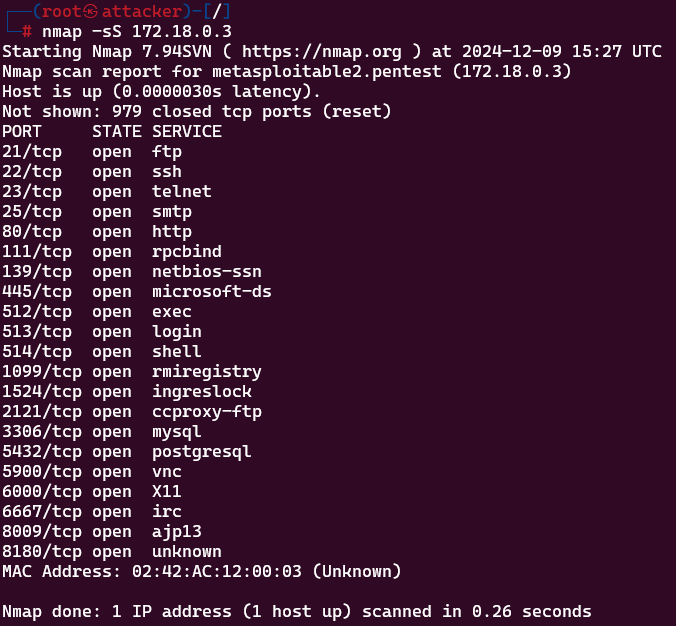 ┌──(root㉿attacker)-[/]
└─# nmap -sS 172.18.0.3
Starting Nmap 7.94SVN ( https://nmap.org ) at 2024-12-09 15:27 UTC
Nmap scan report for metasploitable2.pentest (172.18.0.3)
Host is up (0.0000030s latency).
Not shown: 979 closed tcp ports (reset)
PORT     STATE SERVICE
21/tcp   open  ftp
22/tcp   open  ssh
23/tcp   open  telnet
25/tcp   open  smtp
80/tcp   open  http
111/tcp  open  rpcbind
139/tcp  open  netbios-ssn
445/tcp  open  microsoft-ds
512/tcp  open  exec
513/tcp  open  login
514/tcp  open  shell
1099/tcp open  rmiregistry
1524/tcp open  ingreslock
2121/tcp open  ccproxy-ftp
3306/tcp open  mysql
5432/tcp open  postgresql
5900/tcp open  vnc
6000/tcp open  X11
6667/tcp open  irc
8009/tcp open  ajp13
8180/tcp open  unknown
MAC Address: 02:42:AC:12:00:03 (Unknown)

Nmap done: 1 IP address (1 host up) scanned in 0.26 seconds